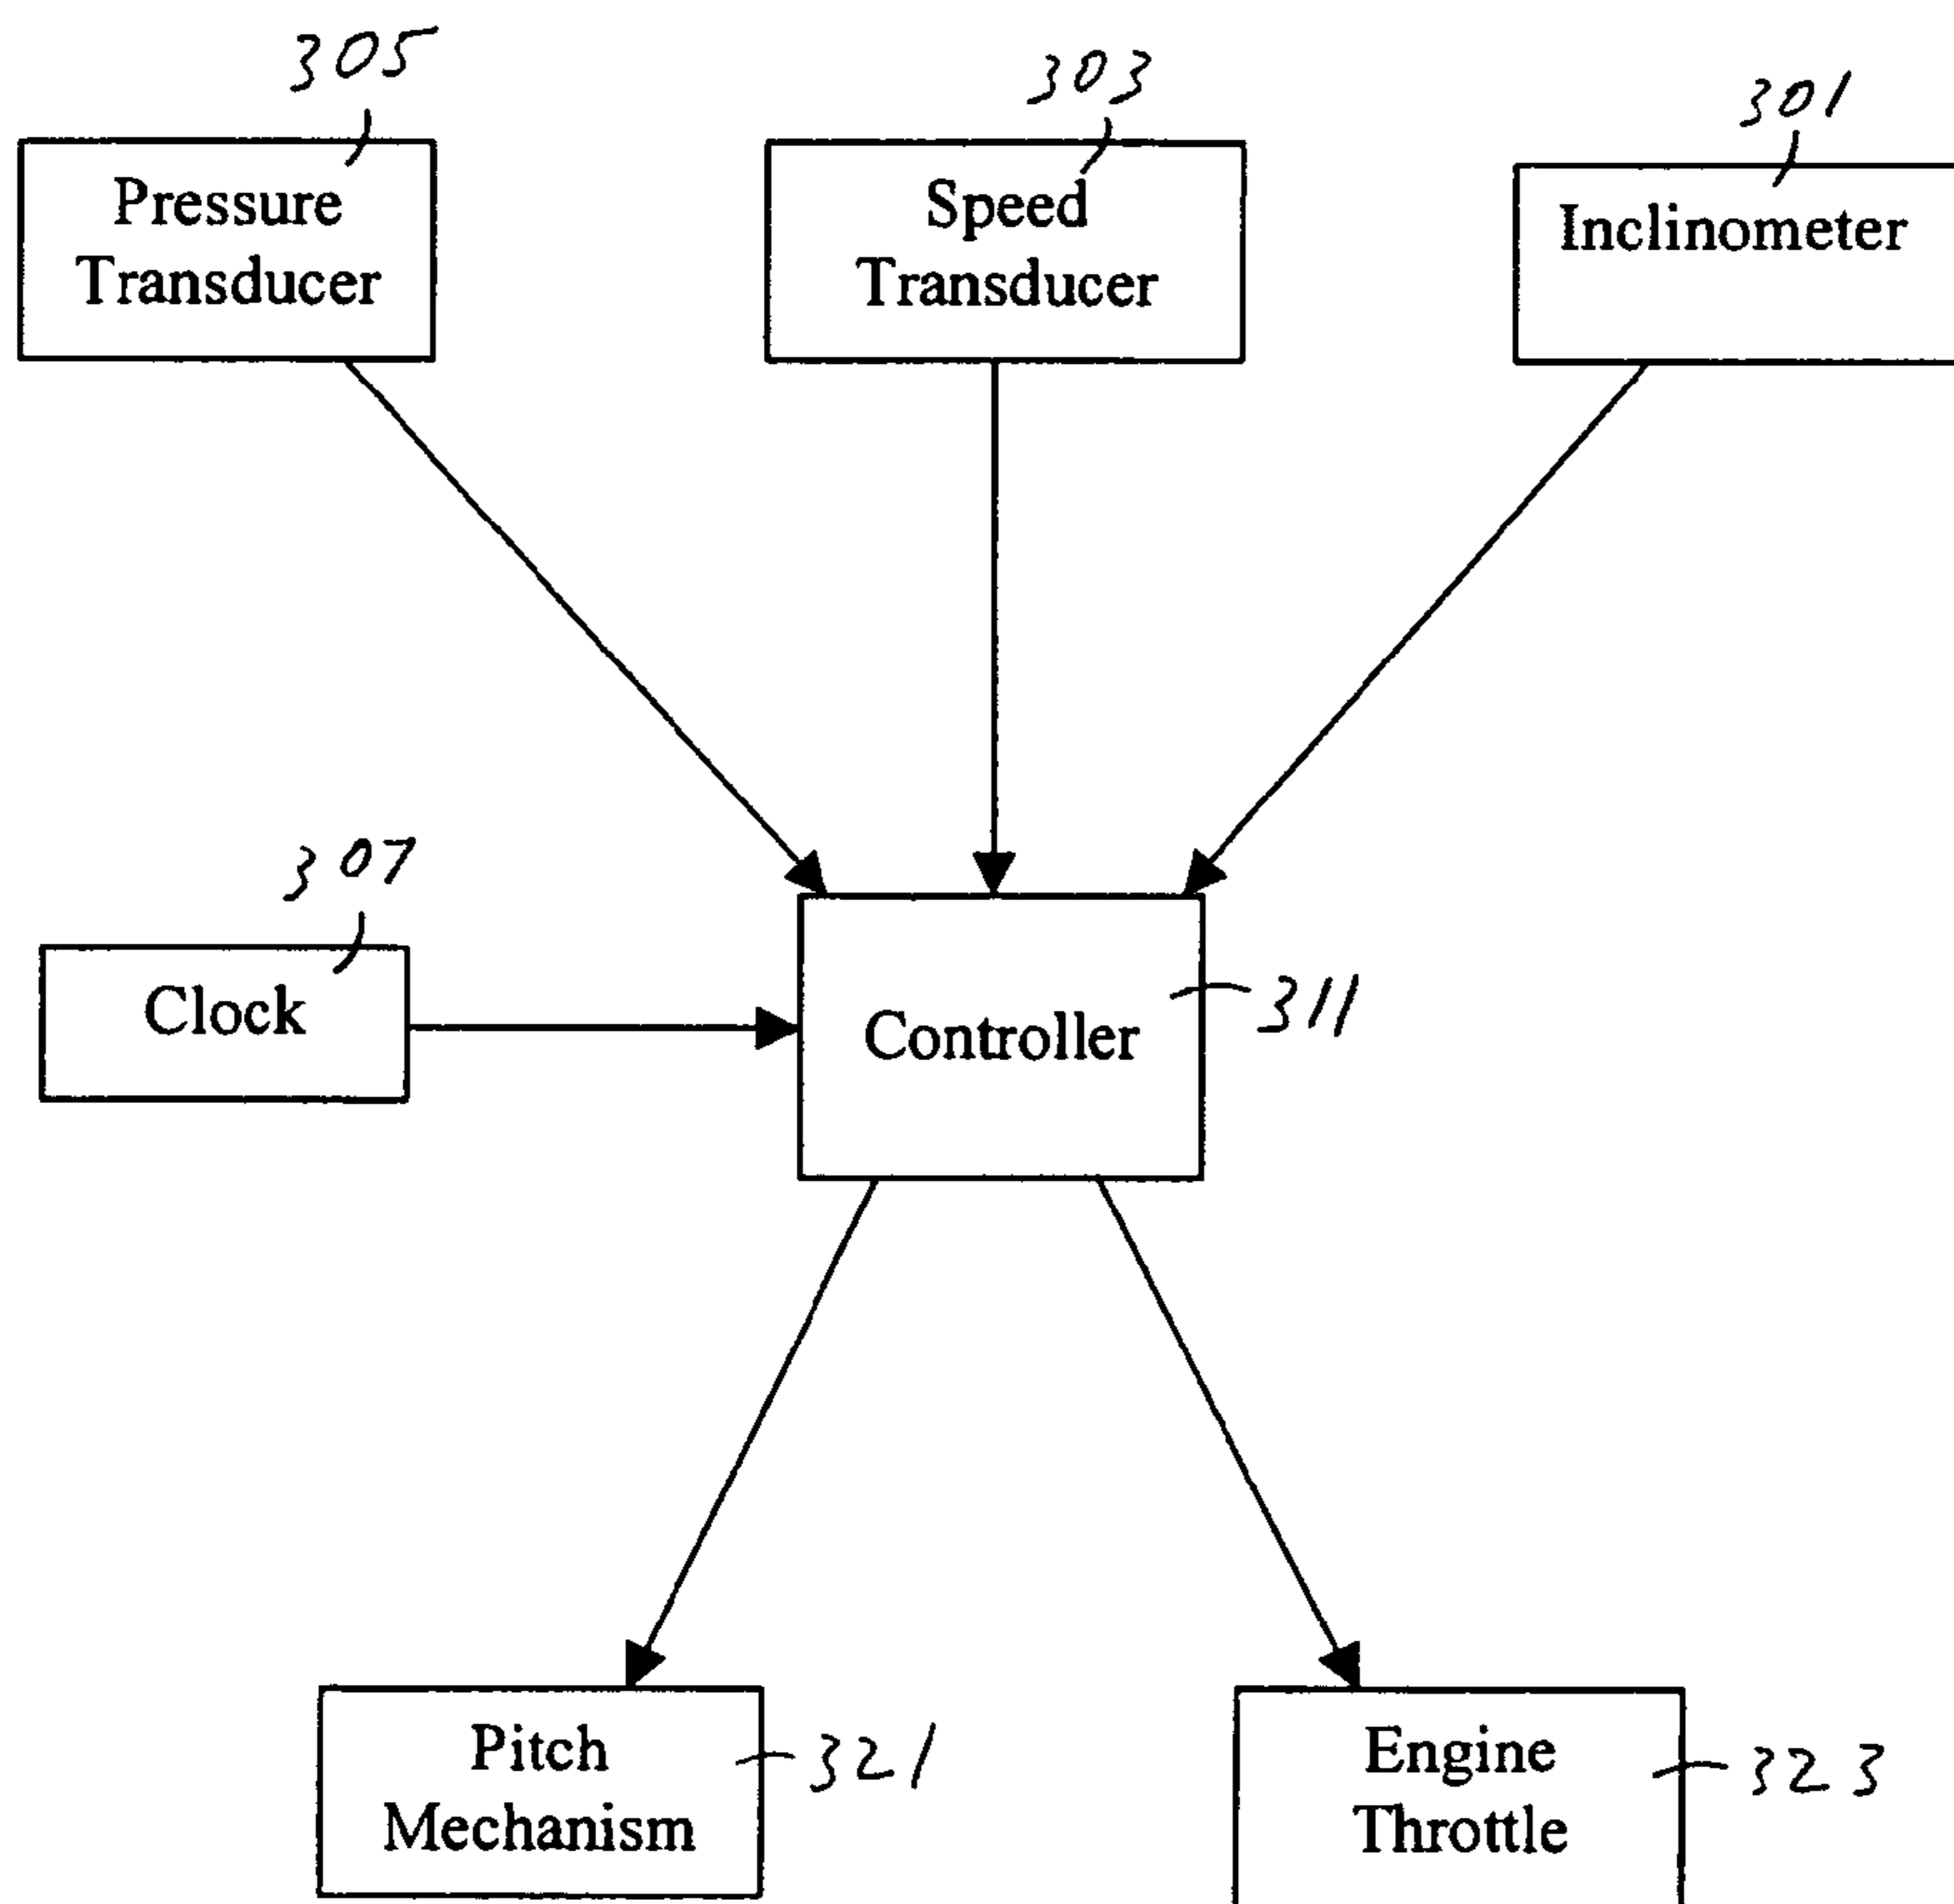 305
303
301
Pressure
Transducer
Speed
Transducer
Inclinometer
307
Clock
Controller
311
Pitch
Mechanism
321
Engine
Throttle
323